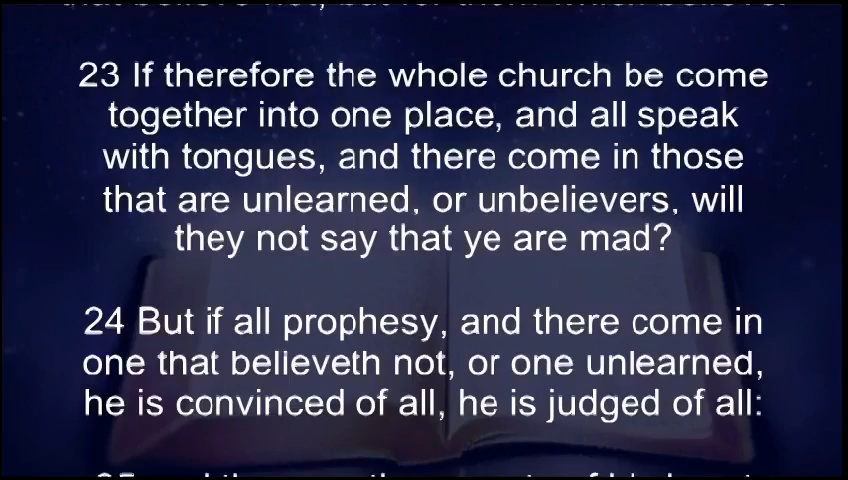 23 If therefore the whole church be come
together into one place, and all speak
with tongues, and there come in those
that are unlearned, or unbelievers, will
they not say that ye are mad?
24 But if all prophesy, and there come in
one that believeth not, or one unlearned,
he is convinced of all, he is judged of all: